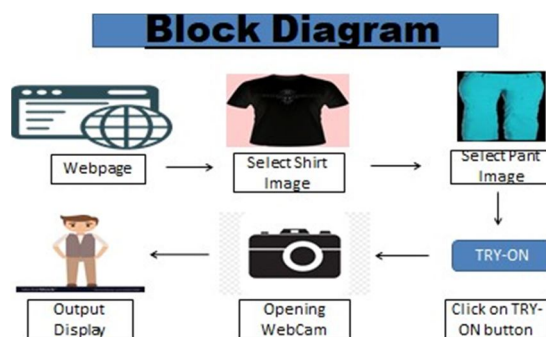 Block Diagram
Webpage
Select Shirt
Image
Select Pant
Image
TRY-ON
Output
Display
Opening
WebCam
Click on TRY-
ON button